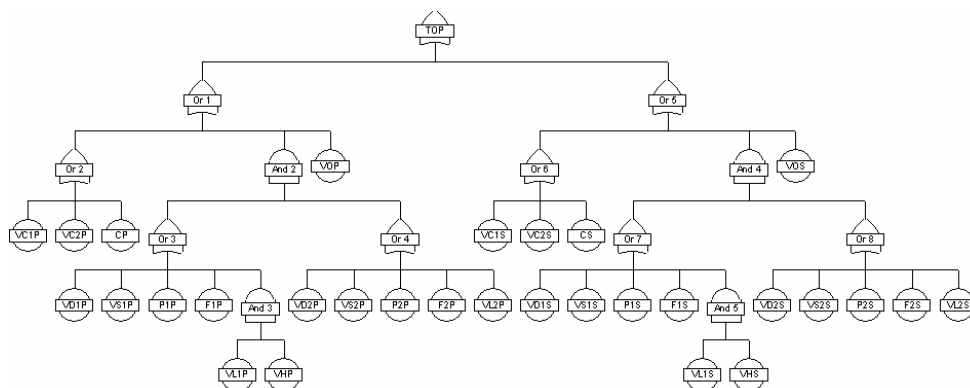 TOP
Or 1
Or 5
Or 2
And 2
VOP
Or 6
And 4
VOS
VC1P
VC2P
CP
Or 3
Or 4
VC1S
VC2S
CS
Or 7
Or 8
VD1P
VS1P
P1P
F1P
And 3
VD2P
VS2P
P2P
F2P
VL2P
VD1S
VS1S
P1S
F1S
And 5
VD2S
VS2S
P2S
F2S
VL2S
VL1P
VHP
VL1S
VHS